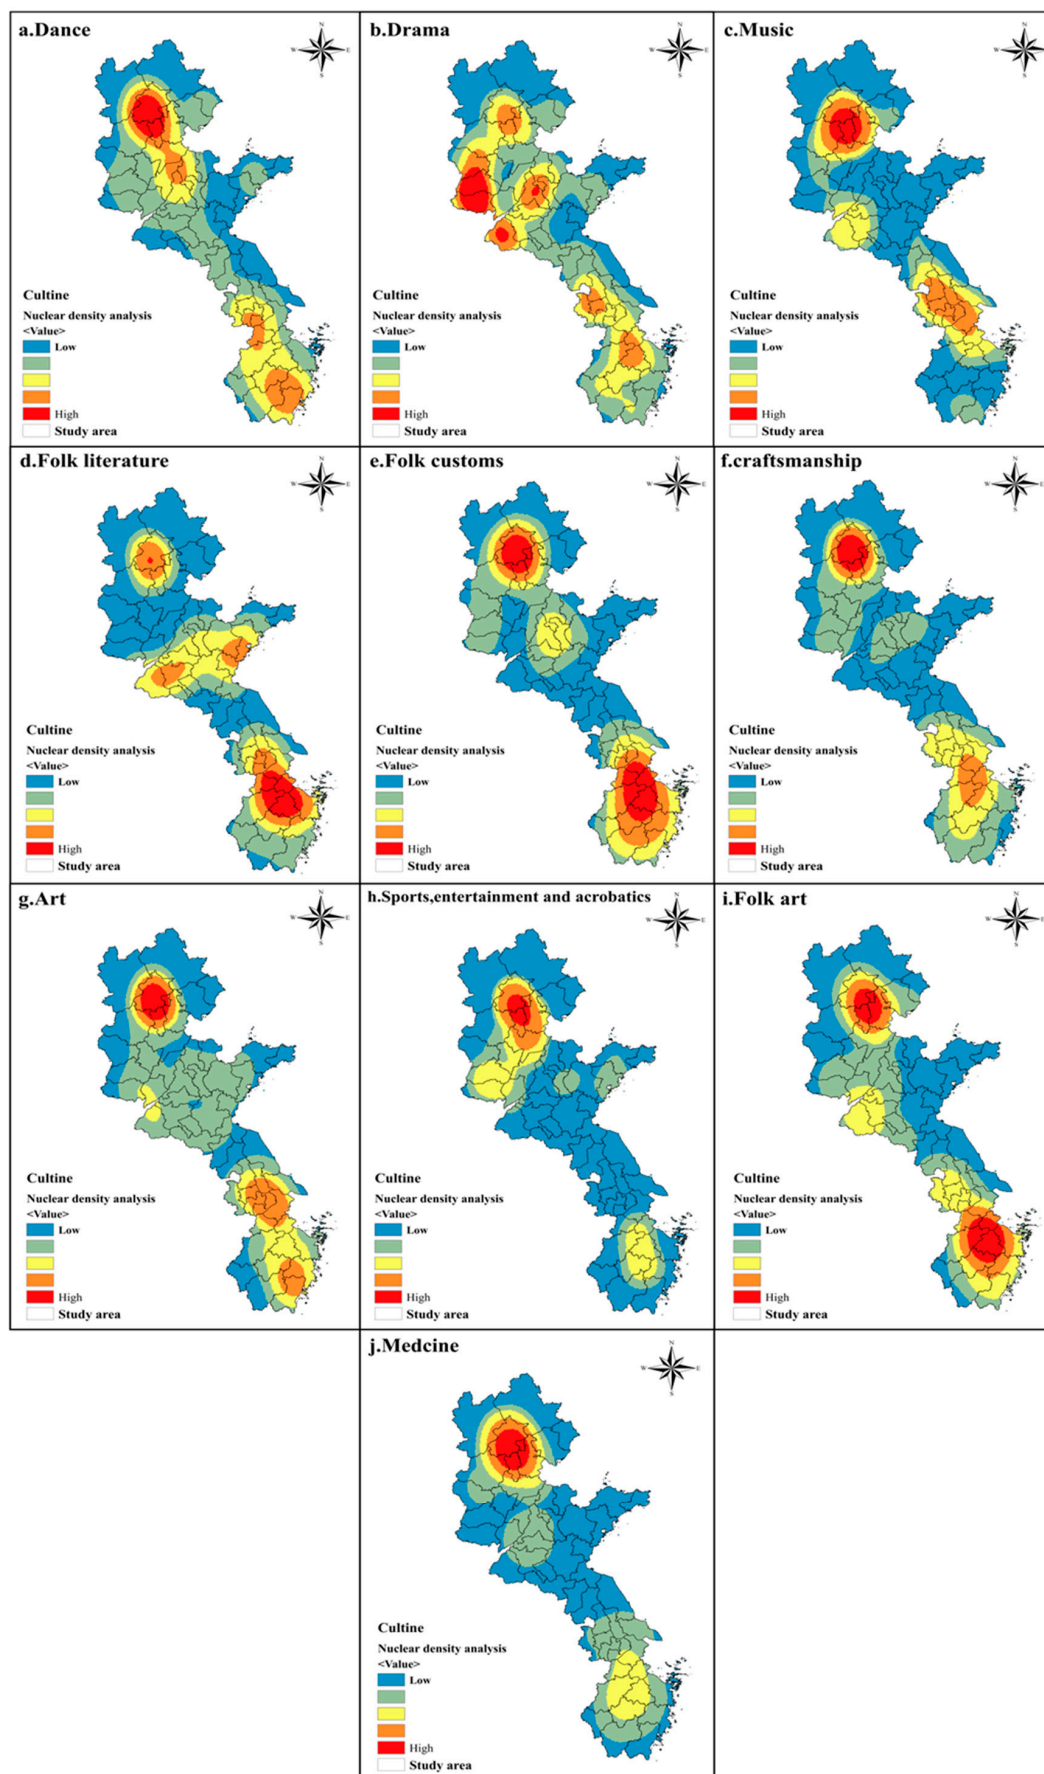 a.Dance
N
W E
S
Cultine
Nuclear density analysis
<Value>
Low
High
Study area
b.Drama
N
W E
S
Cultine
Nuclear density analysis
<Value>
Low
High
Study area
c.Music
N
W E
S
Cultine
Nuclear density analysis
<Value>
Low
High
Study area
d.Folk literature
N
W E
S
Cultine
Nuclear density analysis
<Value>
Low
High
Study area
e.Folk customs
N
W E
S
Cultine
Nuclear density analysis
<Value>
Low
High
Study area
f.craftsmanship
N
W E
S
Cultine
Nuclear density analysis
<Value>
Low
High
Study area
g.Art
N
W E
S
Cultine
Nuclear density analysis
<Value>
Low
High
Study area
h.Sports,entertainment and acrobatics
N
W E
S
Cultine
Nuclear density analysis
<Value>
Low
High
Study area
i.Folk art
N
W E
S
Cultine
Nuclear density analysis
<Value>
Low
High
Study area
j.Medcine
N
W E
S
Cultine
Nuclear density analysis
<Value>
Low
High
Study area